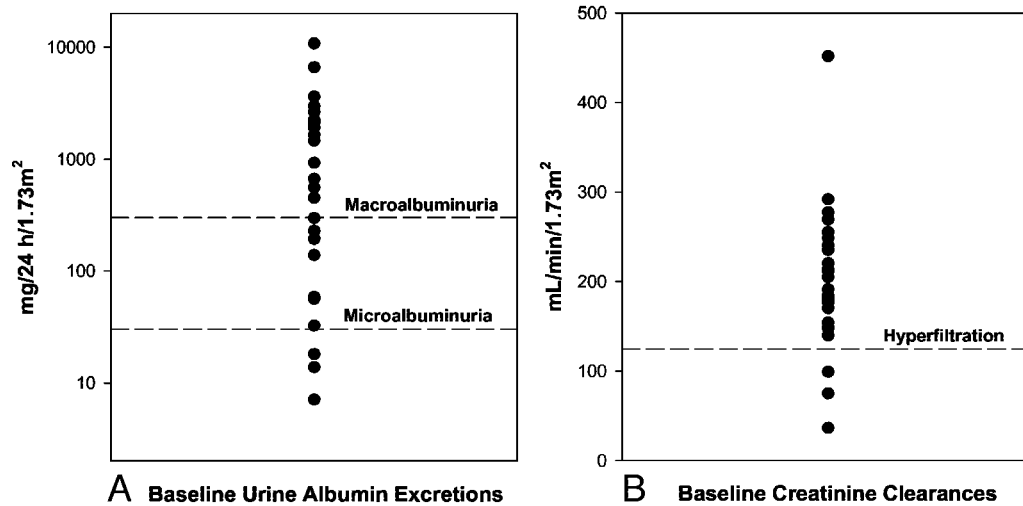 10000
1000
100
10
mg/24 h/1.73m²
Macroalbuminuria
Microalbuminuria
A Baseline Urine Albumin Excretions
500
400
300
200
100
0
mL/min/1.73m²
Hyperfiltration
B Baseline Creatinine Clearances